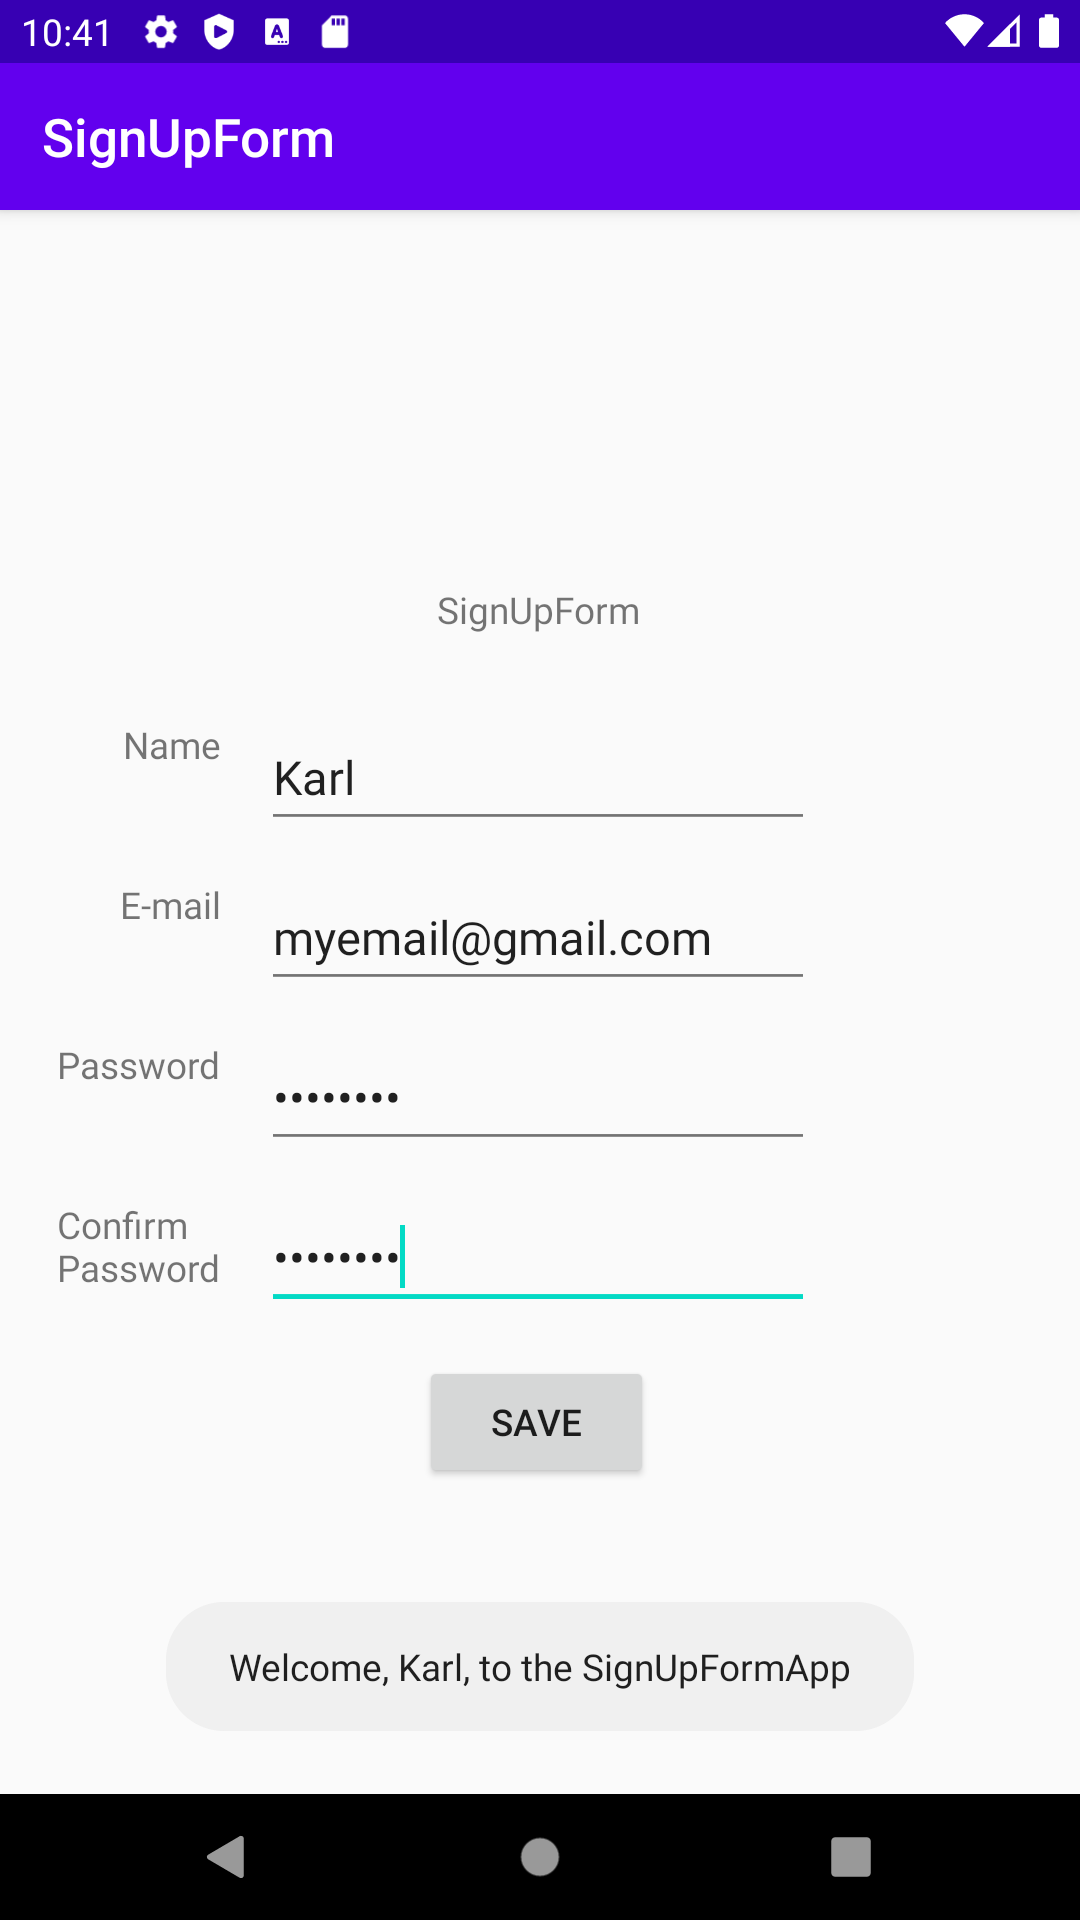 10:41
SignUpForm
SignUpForm
Name
Karl
E-mail
myemail@gmail.com
Password
••••••••
Confirm
Password
••••••••
SAVE
Welcome, Karl, to the SignUpFormApp